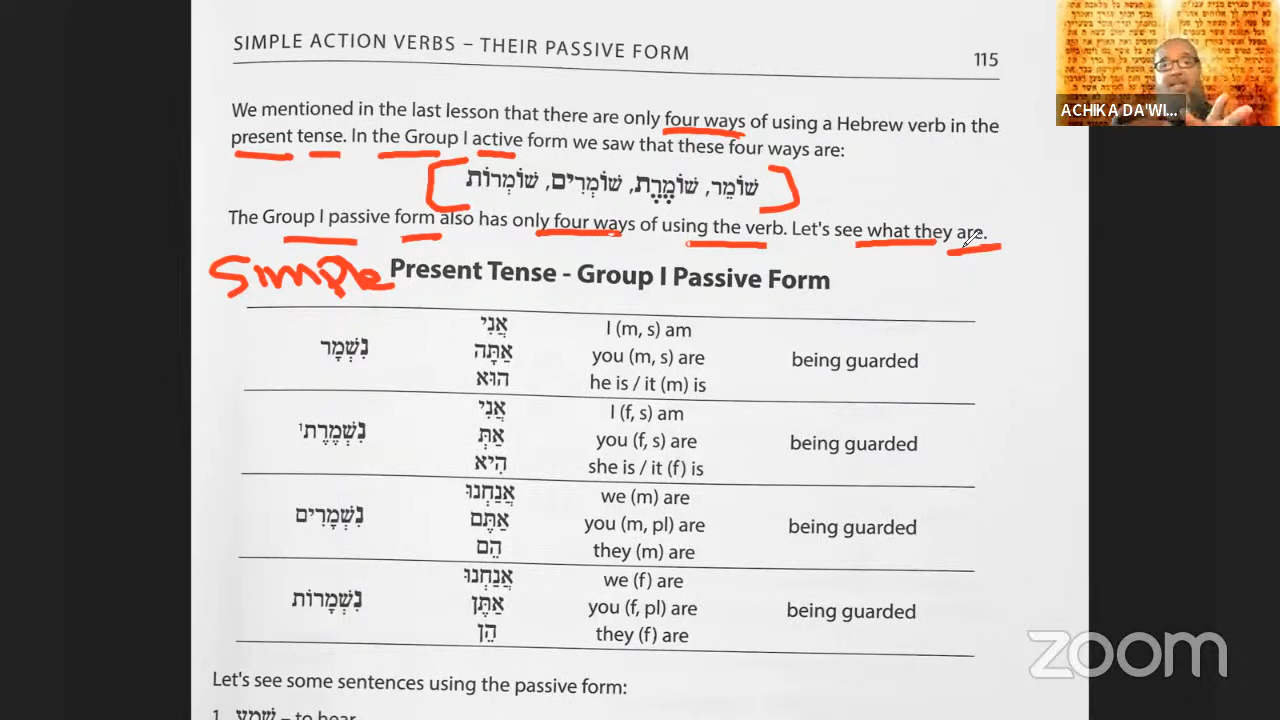 SIMPLE ACTION VERBS – THEIR PASSIVE FORM 115
ACHIKA DA'WI...
We mentioned in the last lesson that there are only four ways of using a Hebrew verb in the
present tense. In the Group I active form we saw that these four ways are:
שׁוֹמֵר, שׁוֹמֶרֶת, שׁוֹמְרִים, שׁוֹמְרוֹת
The Group I passive form also has only four ways of using the verb. Let's see what they are.
Simple Present Tense - Group I Passive Form
נִשְׁמָר אֲנִי I (m, s) am being guarded
אַתָּה you (m, s) are
הוּא he is / it (m) is
נִשְׁמֶרֶת¹ אֲנִי I (f, s) am being guarded
אַתְּ you (f, s) are
הִיא she is / it (f) is
נִשְׁמָרִים אֲנַחְנוּ we (m) are being guarded
אַתֶּם you (m, pl) are
הֵם they (m) are
נִשְׁמָרוֹת אֲנַחְנוּ we (f) are being guarded
אַתֶּן you (f, pl) are
הֵן they (f) are
zoom
Let's see some sentences using the passive form:
1. שָׁמַע – to hear